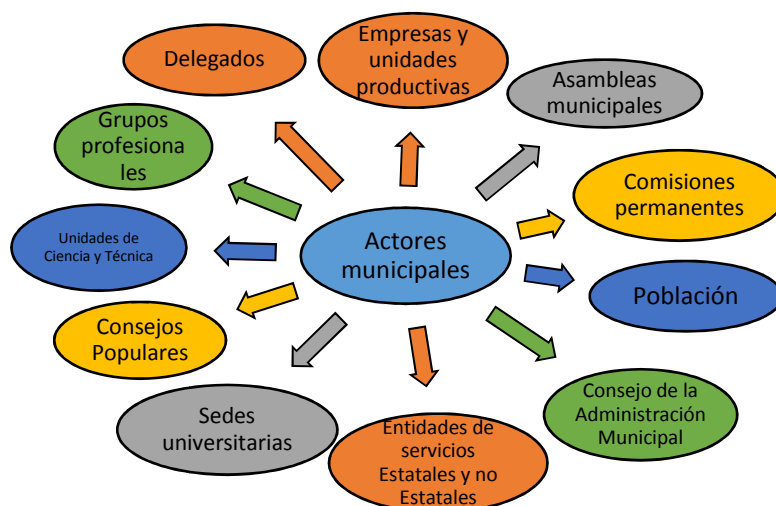 Empresas y
unidades
productivas
Delegados
Asambleas
municipales
Grupos
profesiona
les
Comisiones
permanentes
Unidades de
Ciencia y Técnica
Actores
municipales
Población
Consejos
Populares
Consejo de la
Administración
Municipal
Sedes
universitarias
Entidades de
servicios
Estatales y no
Estatales